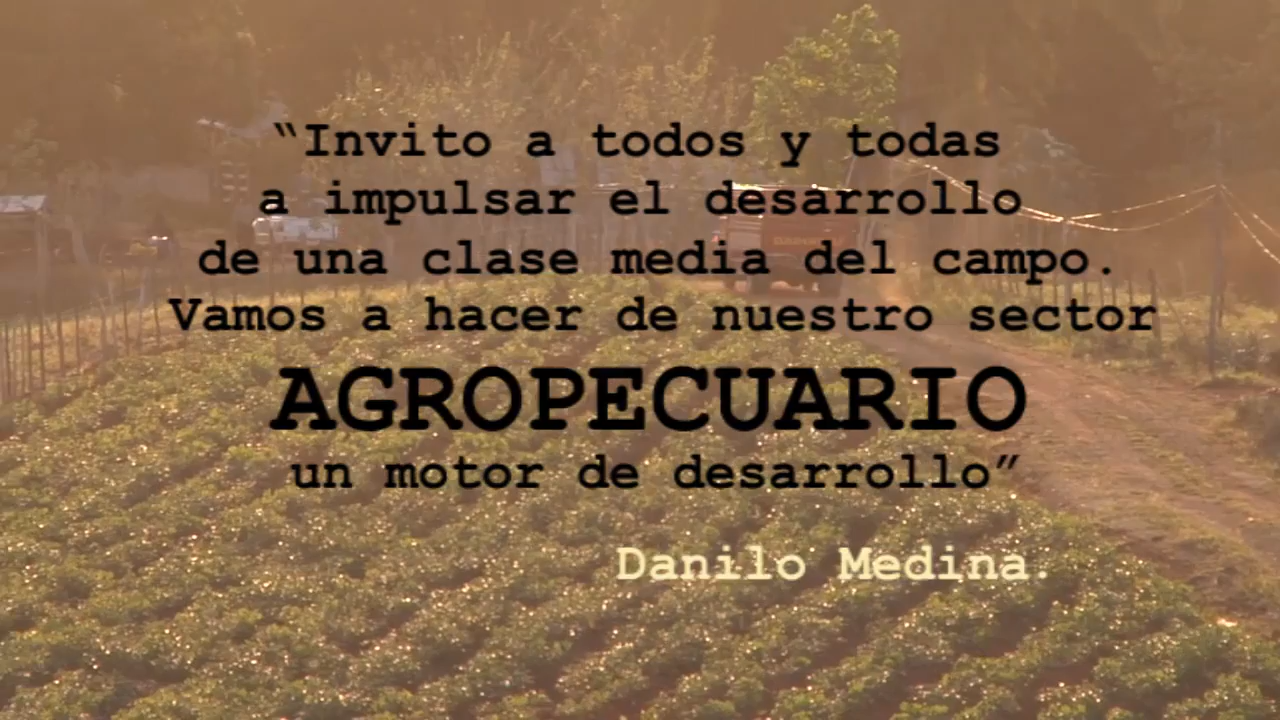 “Invito a todos y todas
a impulsar el desarrollo
de una clase media del campo.
Vamos a hacer de nuestro sector
AGROPECUARIO
un motor de desarrollo”
Danilo Medina.